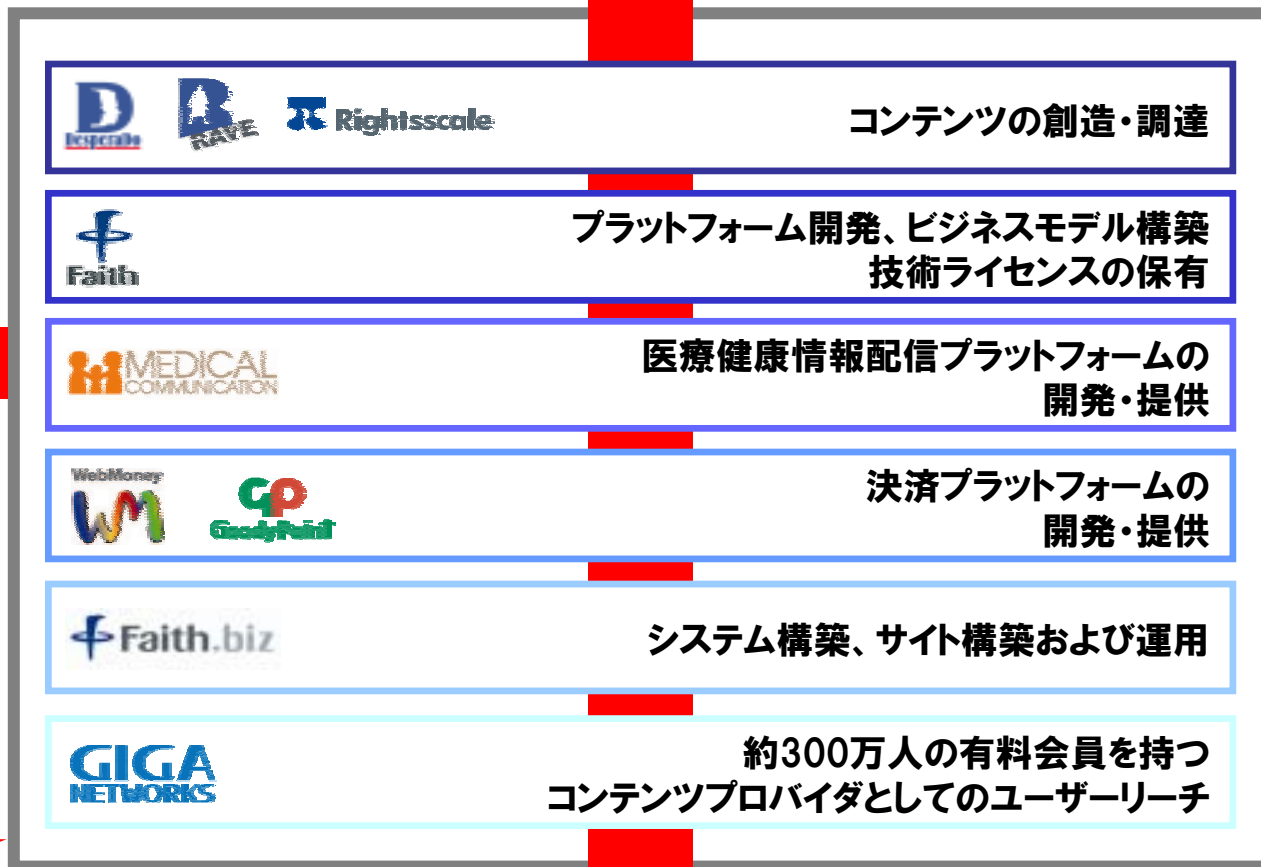 Desperado
BRAVE
Rightsscale
コンテンツの創造・調達
Faith
プラットフォーム開発、ビジネスモデル構築
技術ライセンスの保有
MEDICAL
COMMUNICATION
医療健康情報配信プラットフォームの
開発・提供
WebMoney
WM
GP
GoodyPoint
決済プラットフォームの
開発・提供
Faith.biz
システム構築、サイト構築および運用
GIGA
NETWORKS
約300万人の有料会員を持つ
コンテンツプロバイダとしてのユーザーリーチ